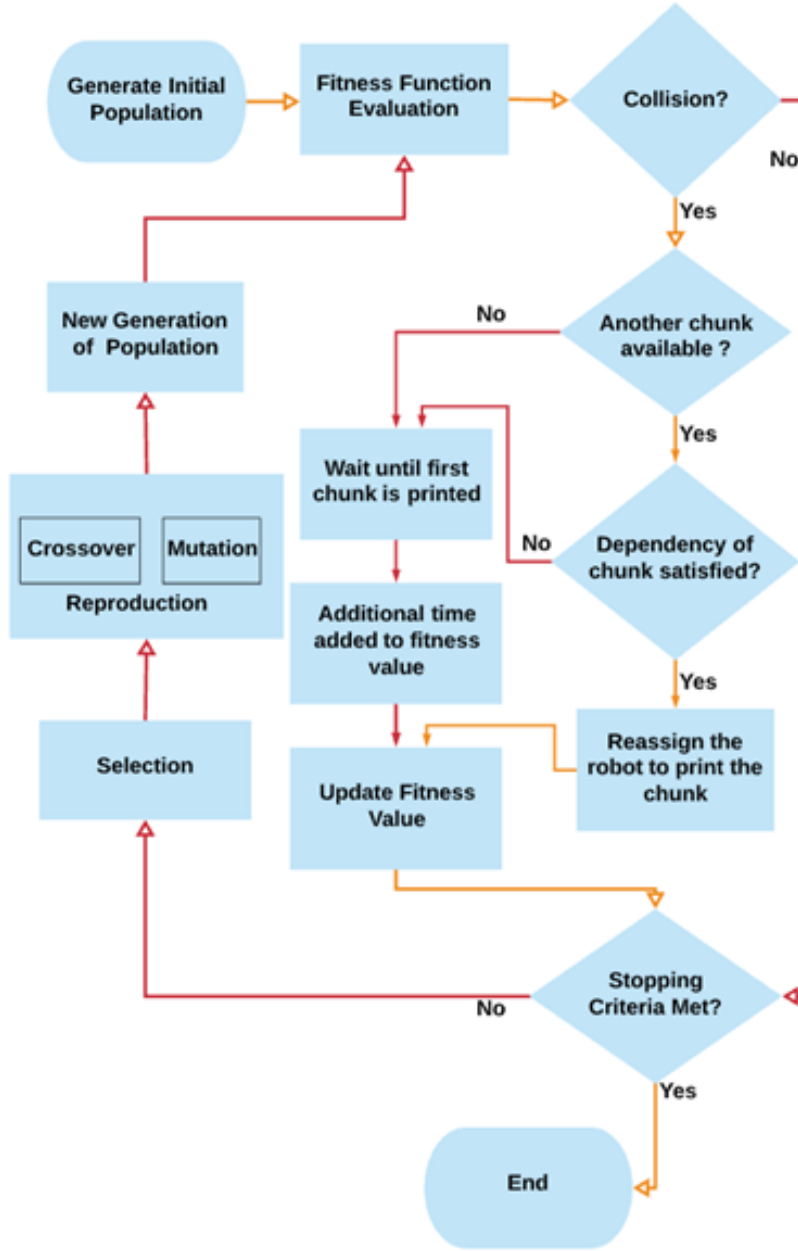 Generate Initial
Population
Fitness Function
Evaluation
Collision?
No
Yes
New Generation
of Population
No
Another chunk
available ?
Yes
Wait until first
chunk is printed
No
Dependency of
chunk satisfied?
Crossover
Mutation
Reproduction
Additional time
added to fitness
value
Yes
Selection
Update Fitness
Value
Reassign the
robot to print the
chunk
Stopping
Criteria Met?
No
Yes
End